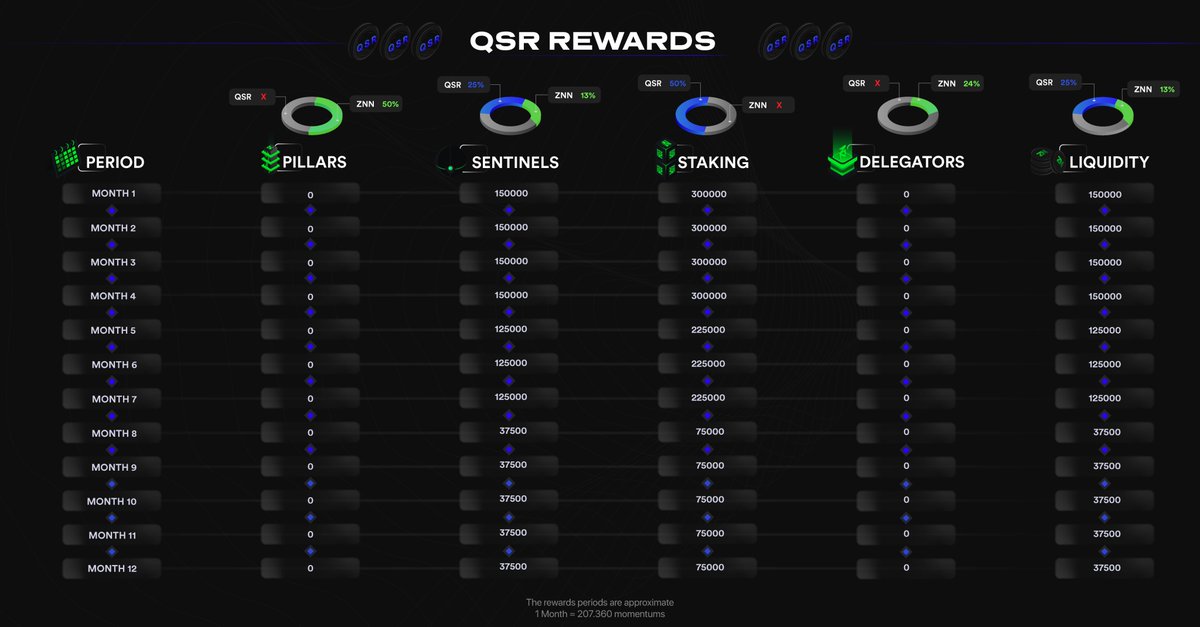 QSR QSR QSR QSR REWARDS QSR QSR QSR
QSR X ZNN 50% QSR 25% ZNN 13% QSR 50% ZNN X QSR X ZNN 24% QSR 25% ZNN 13%
PERIOD PILLARS SENTINELS STAKING DELEGATORS LIQUIDITY
MONTH 1 0 150000 300000 0 150000
MONTH 2 0 150000 300000 0 150000
MONTH 3 0 150000 300000 0 150000
MONTH 4 0 150000 300000 0 150000
MONTH 5 0 125000 225000 0 125000
MONTH 6 0 125000 225000 0 125000
MONTH 7 0 125000 225000 0 125000
MONTH 8 0 37500 75000 0 37500
MONTH 9 0 37500 75000 0 37500
MONTH 10 0 37500 75000 0 37500
MONTH 11 0 37500 75000 0 37500
MONTH 12 0 37500 75000 0 37500
The rewards periods are approximate
1 Month = 207.360 momentums